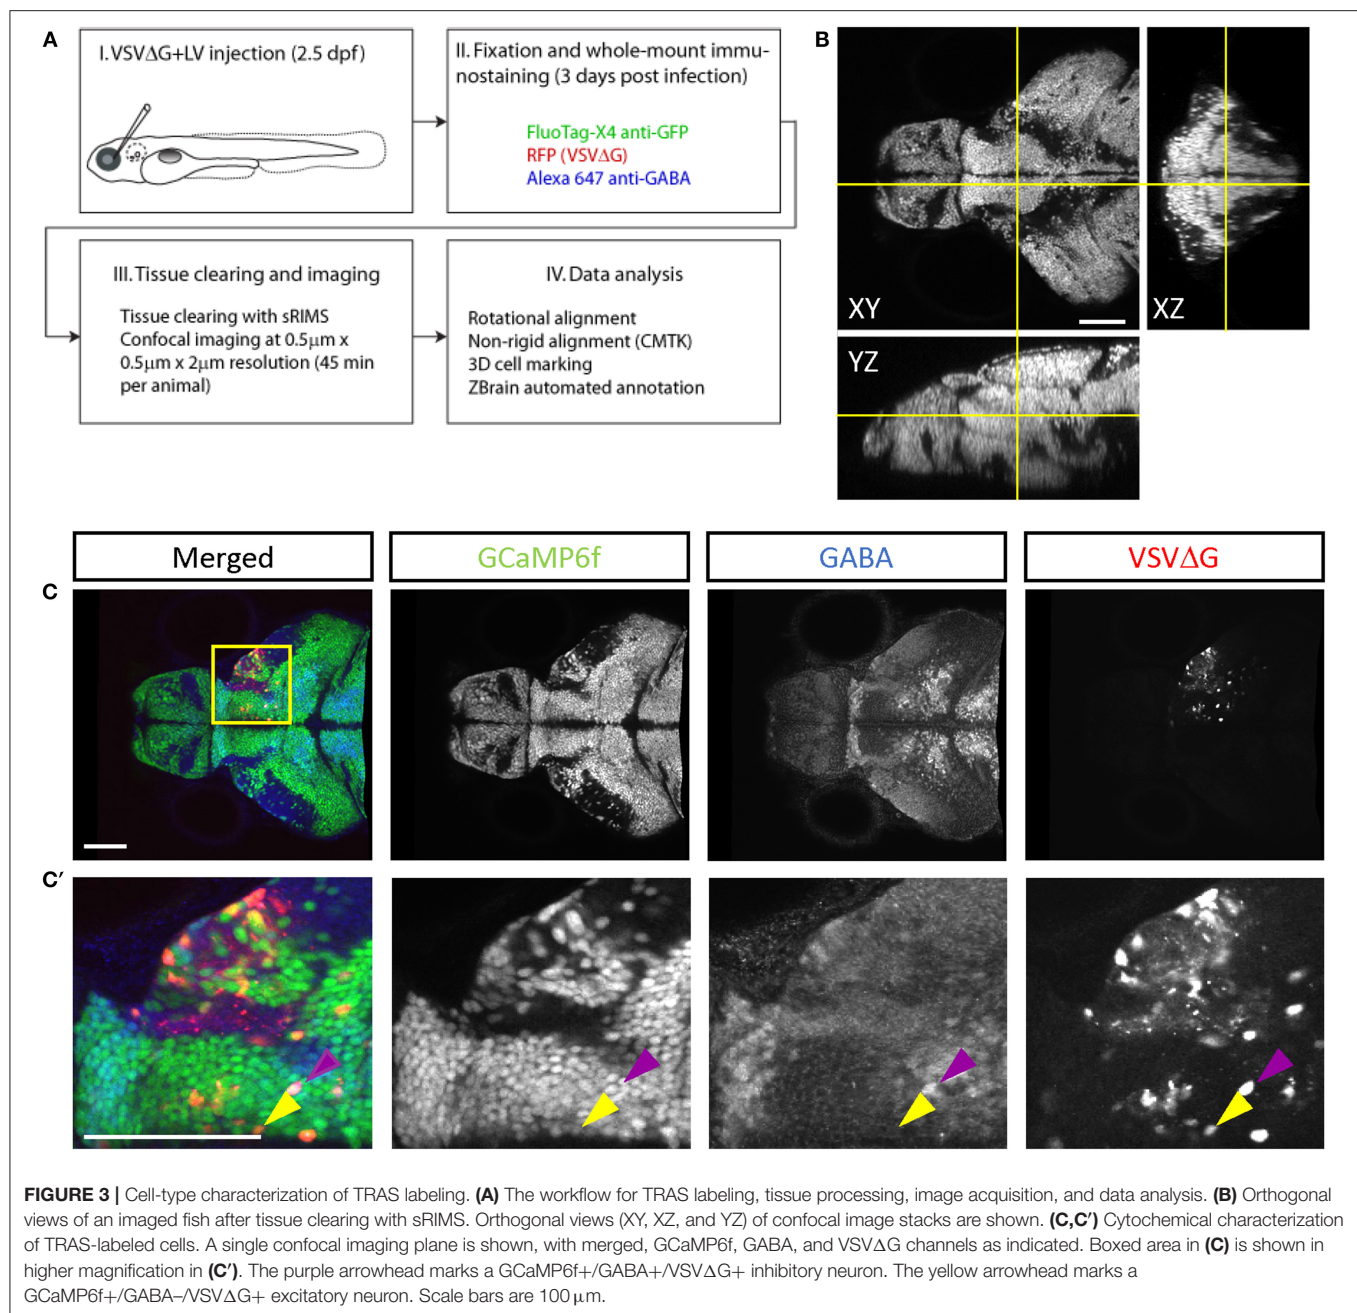 A
I. VSVΔG+LV injection (2.5 dpf)
II. Fixation and whole-mount immu-
nostaining (3 days post infection)
FluoTag-X4 anti-GFP
RFP (VSVΔG)
Alexa 647 anti-GABA
III. Tissue clearing and imaging
Tissue clearing with sRIMS
Confocal imaging at 0.5μm x
0.5μm x 2μm resolution (45 min
per animal)
IV. Data analysis
Rotational alignment
Non-rigid alignment (CMTK)
3D cell marking
ZBrain automated annotation
B
XY
XZ
YZ
Merged
GCaMP6f
GABA
VSVΔG
C
C′
FIGURE 3 | Cell-type characterization of TRAS labeling. (A) The workflow for TRAS labeling, tissue processing, image acquisition, and data analysis. (B) Orthogonal
views of an imaged fish after tissue clearing with sRIMS. Orthogonal views (XY, XZ, and YZ) of confocal image stacks are shown. (C,C′) Cytochemical characterization
of TRAS-labeled cells. A single confocal imaging plane is shown, with merged, GCaMP6f, GABA, and VSVΔG channels as indicated. Boxed area in (C) is shown in
higher magnification in (C′). The purple arrowhead marks a GCaMP6f+/GABA+/VSVΔG+ inhibitory neuron. The yellow arrowhead marks a
GCaMP6f+/GABA–/VSVΔG+ excitatory neuron. Scale bars are 100 μm.